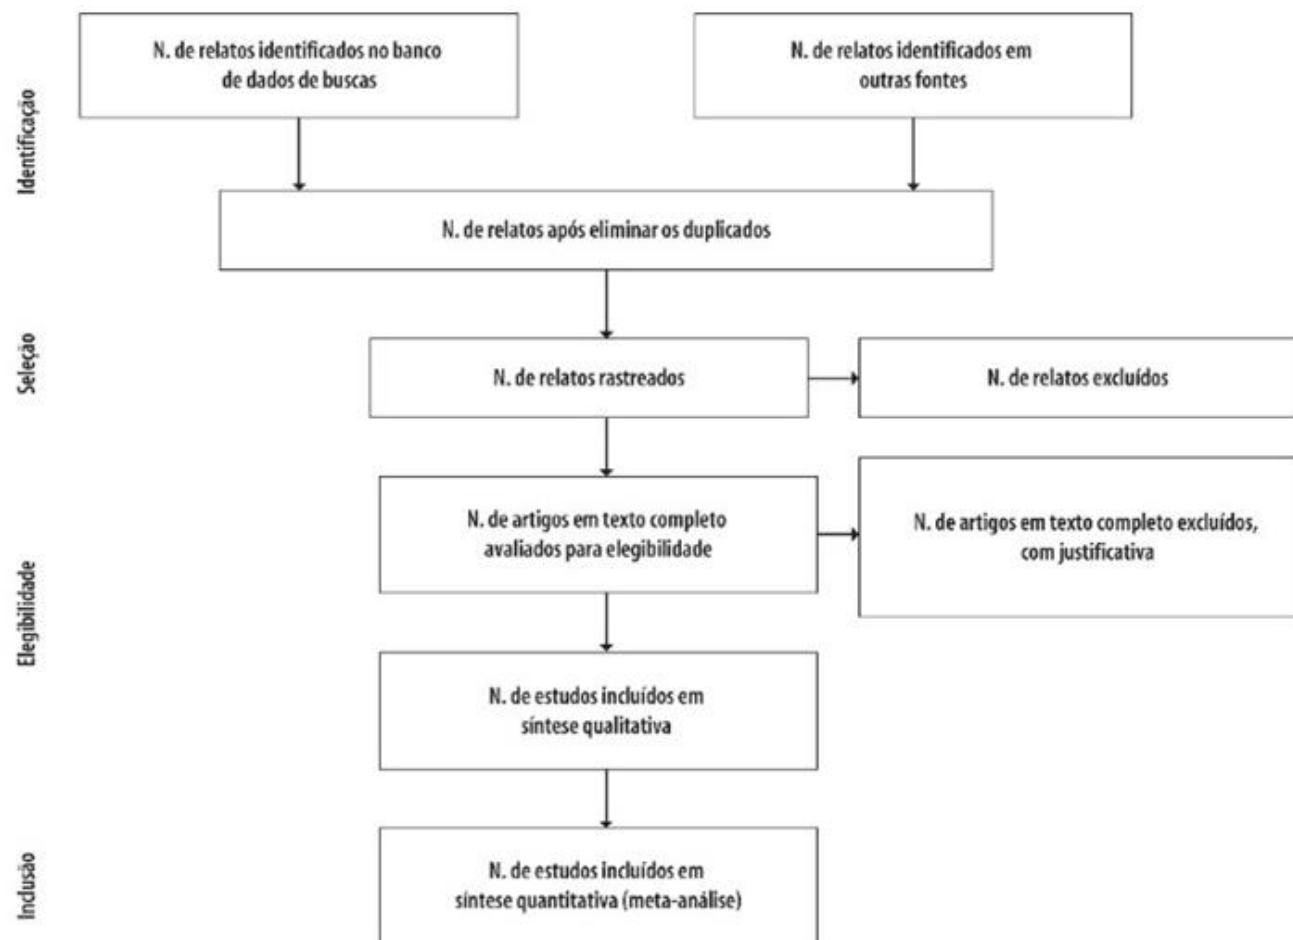 Identificação
N. de relatos identificados no banco
de dados de buscas
N. de relatos identificados em
outras fontes
N. de relatos após eliminar os duplicados
Seleção
N. de relatos rastreados
N. de relatos excluídos
Elegibilidade
N. de artigos em texto completo
avaliados para elegibilidade
N. de artigos em texto completo excluídos,
com justificativa
N. de estudos incluídos em
síntese qualitativa
Inclusão
N. de estudos incluídos em
síntese quantitativa (meta-análise)